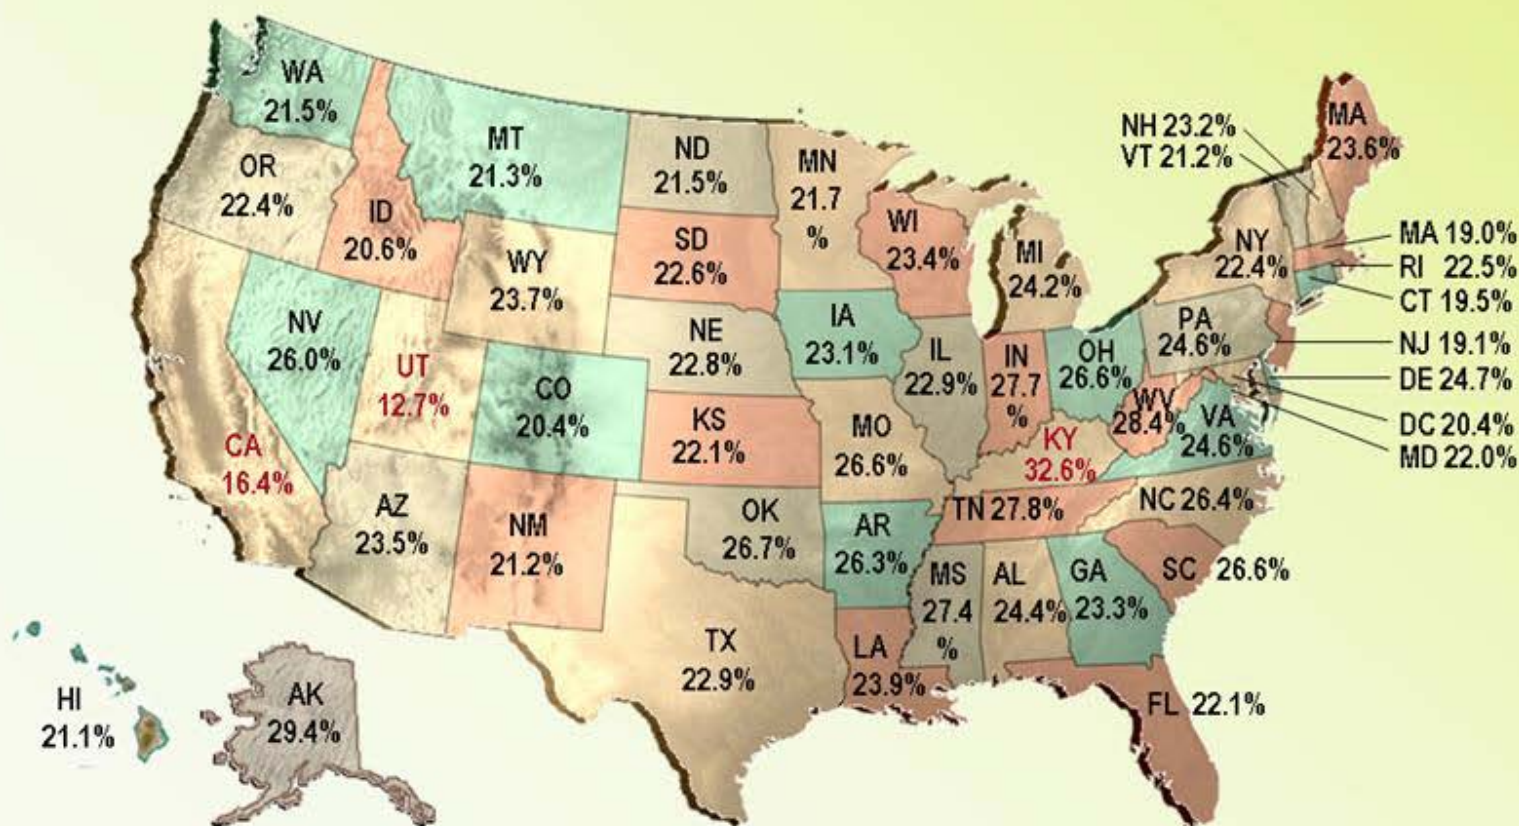 WA
21.5%
OR
22.4%
ID
20.6%
MT
21.3%
ND
21.5%
MN
21.7
%
WI
23.4%
MI
24.2%
NH 23.2%
VT 21.2%
MA
23.6%
NY
22.4%
MA 19.0%
RI 22.5%
CT 19.5%
NJ 19.1%
DE 24.7%
DC 20.4%
MD 22.0%
SD
22.6%
WY
23.7%
NV
26.0%
UT
12.7%
CA
16.4%
CO
20.4%
NE
22.8%
IA
23.1%
IL
22.9%
IN
27.7
%
OH
26.6%
PA
24.6%
WV
28.4%
VA
24.6%
KY
32.6%
KS
22.1%
MO
26.6%
AZ
23.5%
NM
21.2%
OK
26.7%
AR
26.3%
TN 27.8%
NC 26.4%
SC 26.6%
MS
27.4
%
AL
24.4%
GA
23.3%
TX
22.9%
LA
23.9%
FL 22.1%
HI
21.1%
AK
29.4%